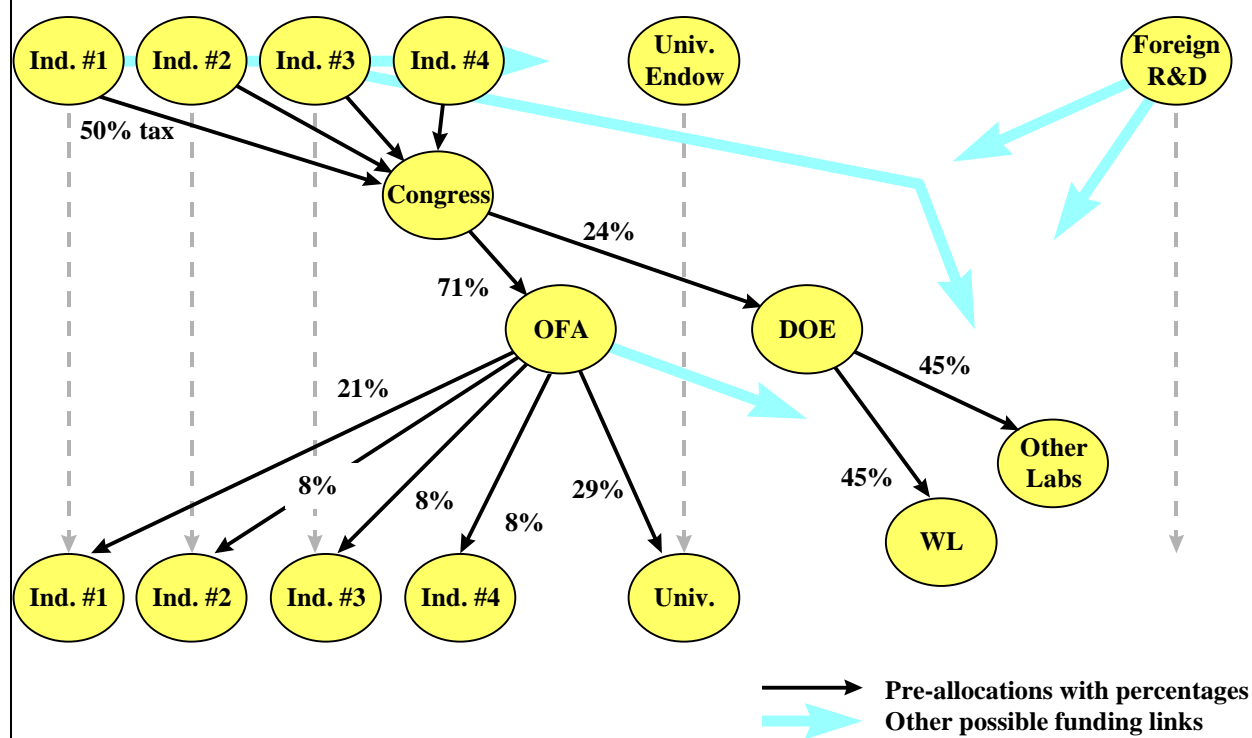 Ind. #1
Ind. #2
Ind. #3
Ind. #4
Univ.
Endow
Foreign
R&D
50% tax
Congress
24%
71%
OFA
DOE
21%
45%
Other
Labs
8%
8%
8%
29%
45%
WL
Ind. #1
Ind. #2
Ind. #3
Ind. #4
Univ.
Pre-allocations with percentages
Other possible funding links